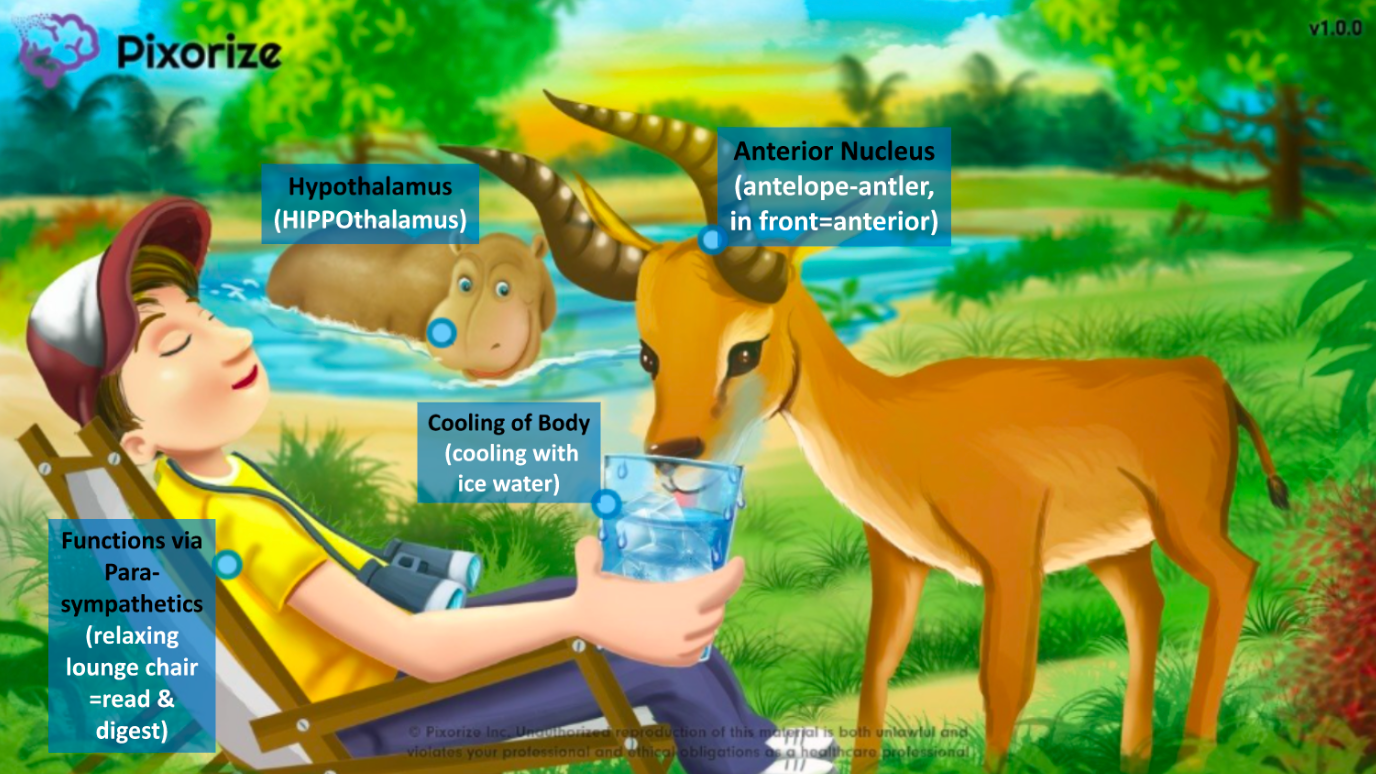 Pixorize
v1.0.0
Anterior Nucleus
(antelope-antler,
in front=anterior)
Hypothalamus
(HIPPOthalamus)
Cooling of Body
(cooling with
ice water)
Functions via
Para-
sympathetics
(relaxing
lounge chair
=read &
digest)
© Pixorize Inc. Unauthorized reproduction of this material is both unlawful and
violates your professional and ethical obligations as a healthcare professional